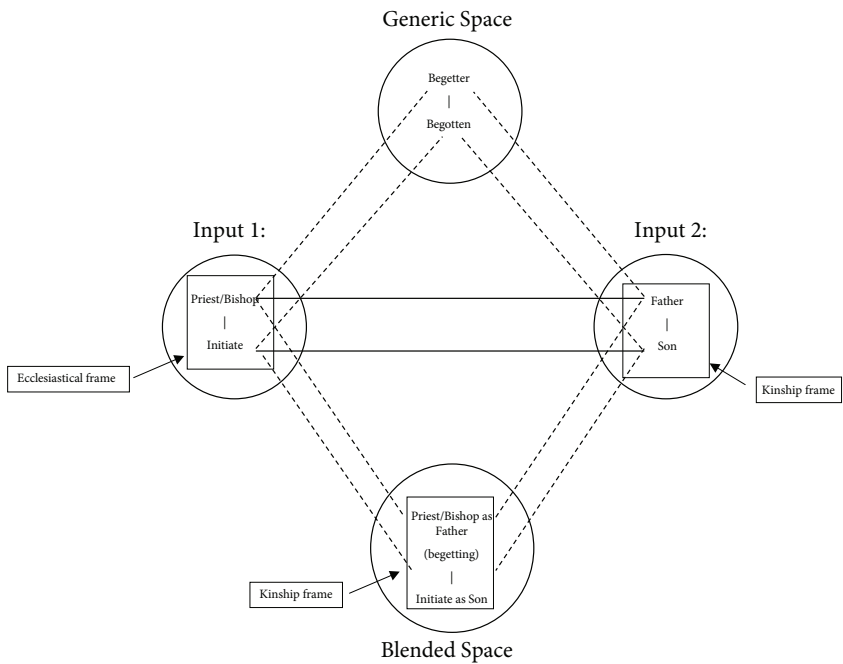 Generic Space
Begetter
|
Begotten
Input 1:
Input 2:
Priest/Bishop
|
Initiate
Father
|
Son
Ecclesiastical frame
Kinship frame
Priest/Bishop as
Father
(begetting)
|
Initiate as Son
Kinship frame
Blended Space